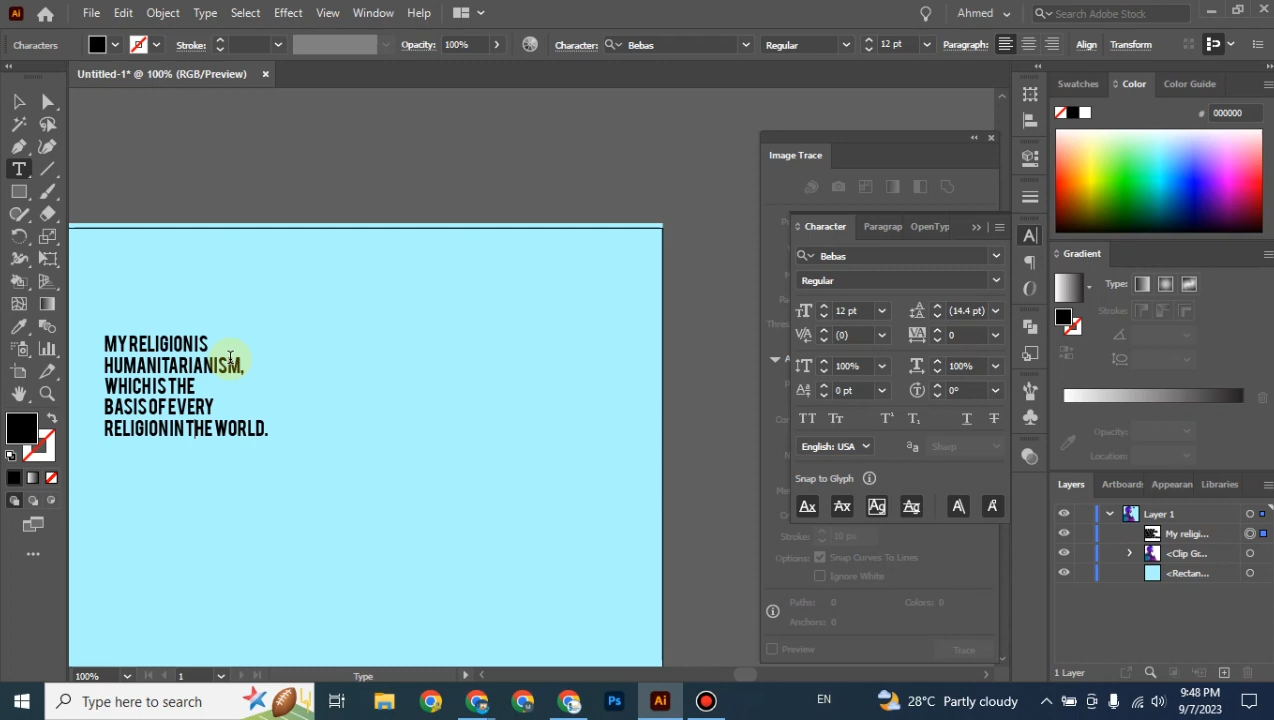 File Edit Object Type Select Effect View Window Help Ahmed Search Adobe Stock
Characters Stroke: Opacity: 100% Character: Bebas Regular 12 pt Paragraph: Align Transform
Untitled-1* @ 100% (RGB/Preview)
Swatches Color Color Guide
# 000000
Image Trace
Character Paragrap OpenTyp
Bebas
Regular
12 pt (14.4 pt)
(0) 0
100% 100%
0 pt 0°
English: USA Sharp
Snap to Glyph
Stroke: 10 px
Options: Snap Curves To Lines
Ignore White
Paths: 0 Colors: 0
Anchors: 0
Preview Trace
Gradient
Type:
Stroke:
Opacity:
Location:
Layers Artboard Appearan Libraries
Layer 1
My religi...
<Clip Gr...
<Rectan...
1 Layer
MY RELIGION IS
HUMANITARIANISM,
WHICH IS THE
BASIS OF EVERY
RELIGION IN THE WORLD.
100% 1 Type
Type here to search
EN 28°C Partly cloudy 9:48 PM
9/7/2023